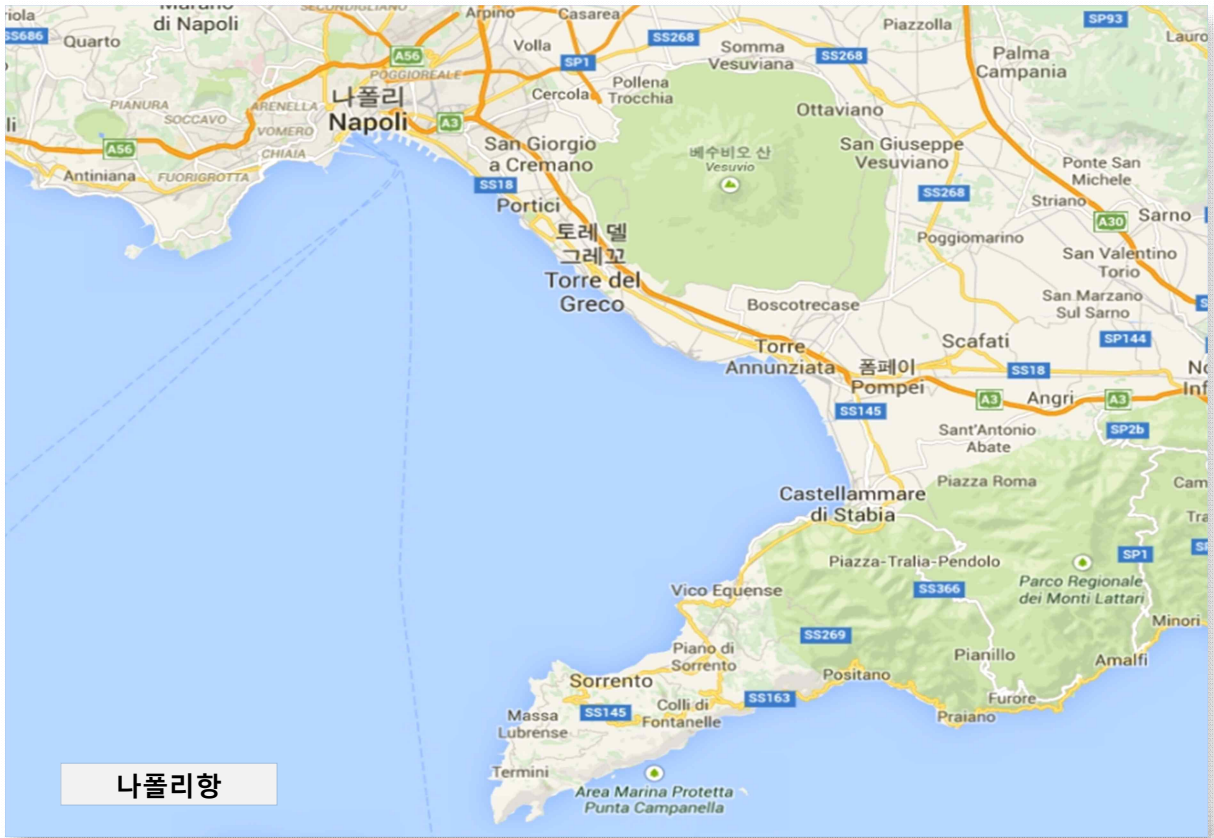 Marano
di Napoli
SECONDIGLIANO
Arpino
Casarea
Piazzolla
SP93
SS686
Quarto
Volla
SS268
Somma
Vesuviana
SS268
Palma
Campania
Lauro
A56
POGGIOREALE
SP1
Pollena
Trocchia
Cercola
PIANURA
SOCCAVO
ARENELLA
나폴리
Napoli
VOMERO
CHIAIA
A3
A56
Antiniana
FUORIGROTTA
Ottaviano
San Giorgio
a Cremano
베수비오 산
Vesuvio
San Giuseppe
Vesuviano
Ponte San
Michele
SS18
Portici
SS268
Striano
A30
Sarno
토레 델
그레꼬
Torre del
Greco
Poggiomarino
San Valentino
Torio
Boscotrecase
San Marzano
Sul Sarno
Scafati
SP144
Torre
Annunziata
폼페이
Pompei
SS18
SS145
A3
Angri
A3
Sant'Antonio
Abate
SP2b
Castellammare
di Stabia
Piazza Roma
Piazza-Tralia-Pendolo
SP1
Vico Equense
SS366
Parco Regionale
dei Monti Lattari
SS269
Minori
Piano di
Sorrento
Pianillo
Amalfi
Sorrento
Positano
SS163
Furore
Massa
Lubrense
SS145
Colli di
Fontanelle
Praiano
Termini
Area Marina Protetta
Punta Campanella
나폴리항